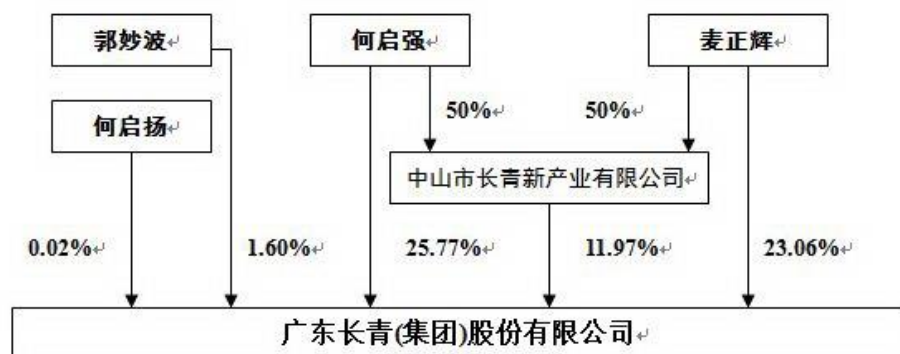 郭妙波
何启强
麦正辉
何启扬
50%
50%
中山市长青新产业有限公司
0.02%
1.60%
25.77%
11.97%
23.06%
广东长青(集团)股份有限公司